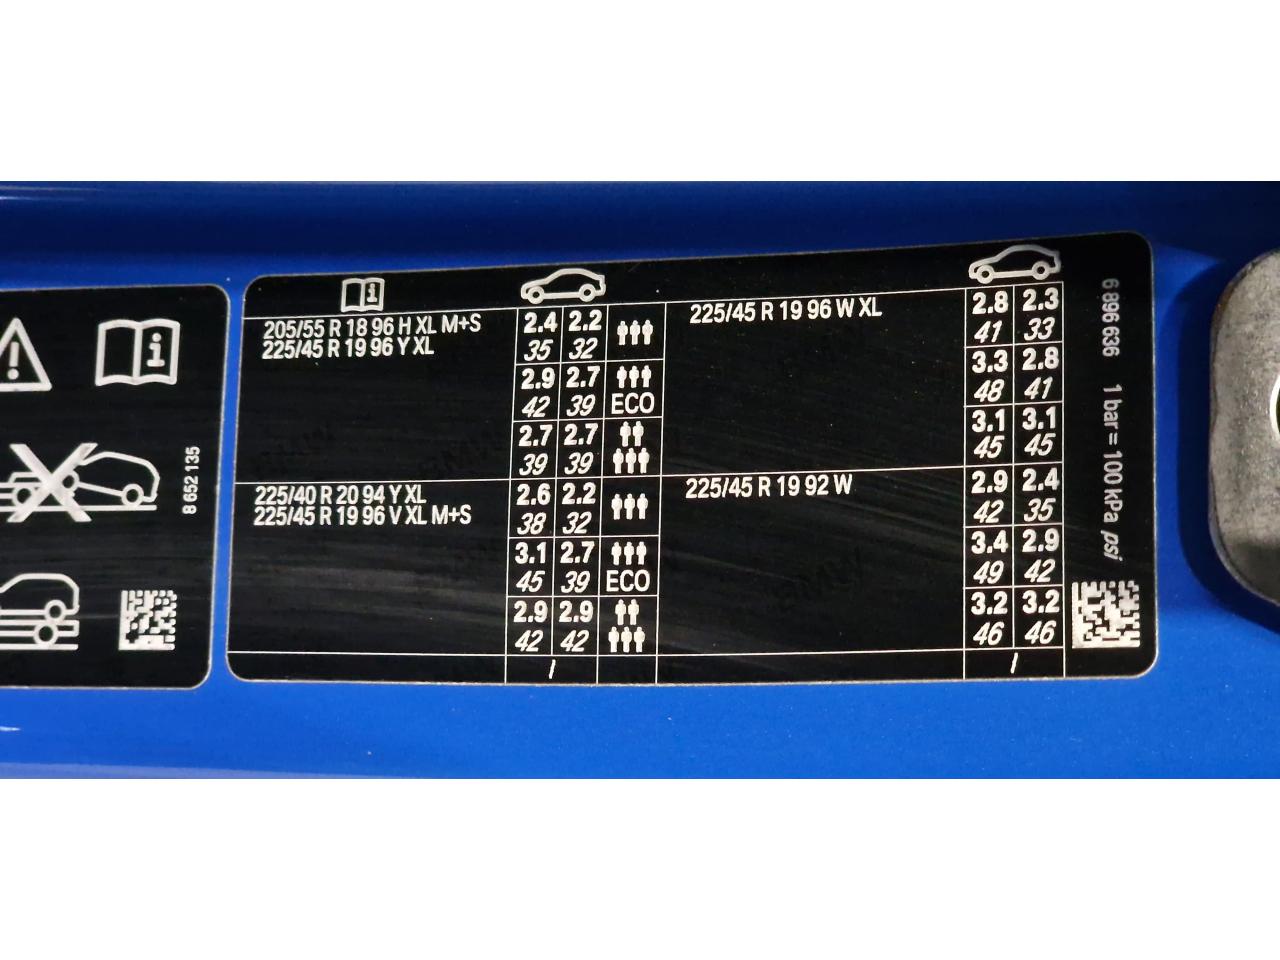 205/55 R 18 96 H XL M+S
225/45 R 19 96 Y XL
2.4 2.2
35 32
2.9 2.7
42 39 ECO
2.7 2.7
39 39
225/40 R 20 94 Y XL
225/45 R 19 96 V XL M+S
2.6 2.2
38 32
3.1 2.7
45 39 ECO
2.9 2.9
42 42
/
225/45 R 19 96 W XL
2.8 2.3
41 33
3.3 2.8
48 41
3.1 3.1
45 45
225/45 R 19 92 W
2.9 2.4
42 35
3.4 2.9
49 42
3.2 3.2
46 46
/
6 896 636 1 bar = 100 kPa psi
8 652 135